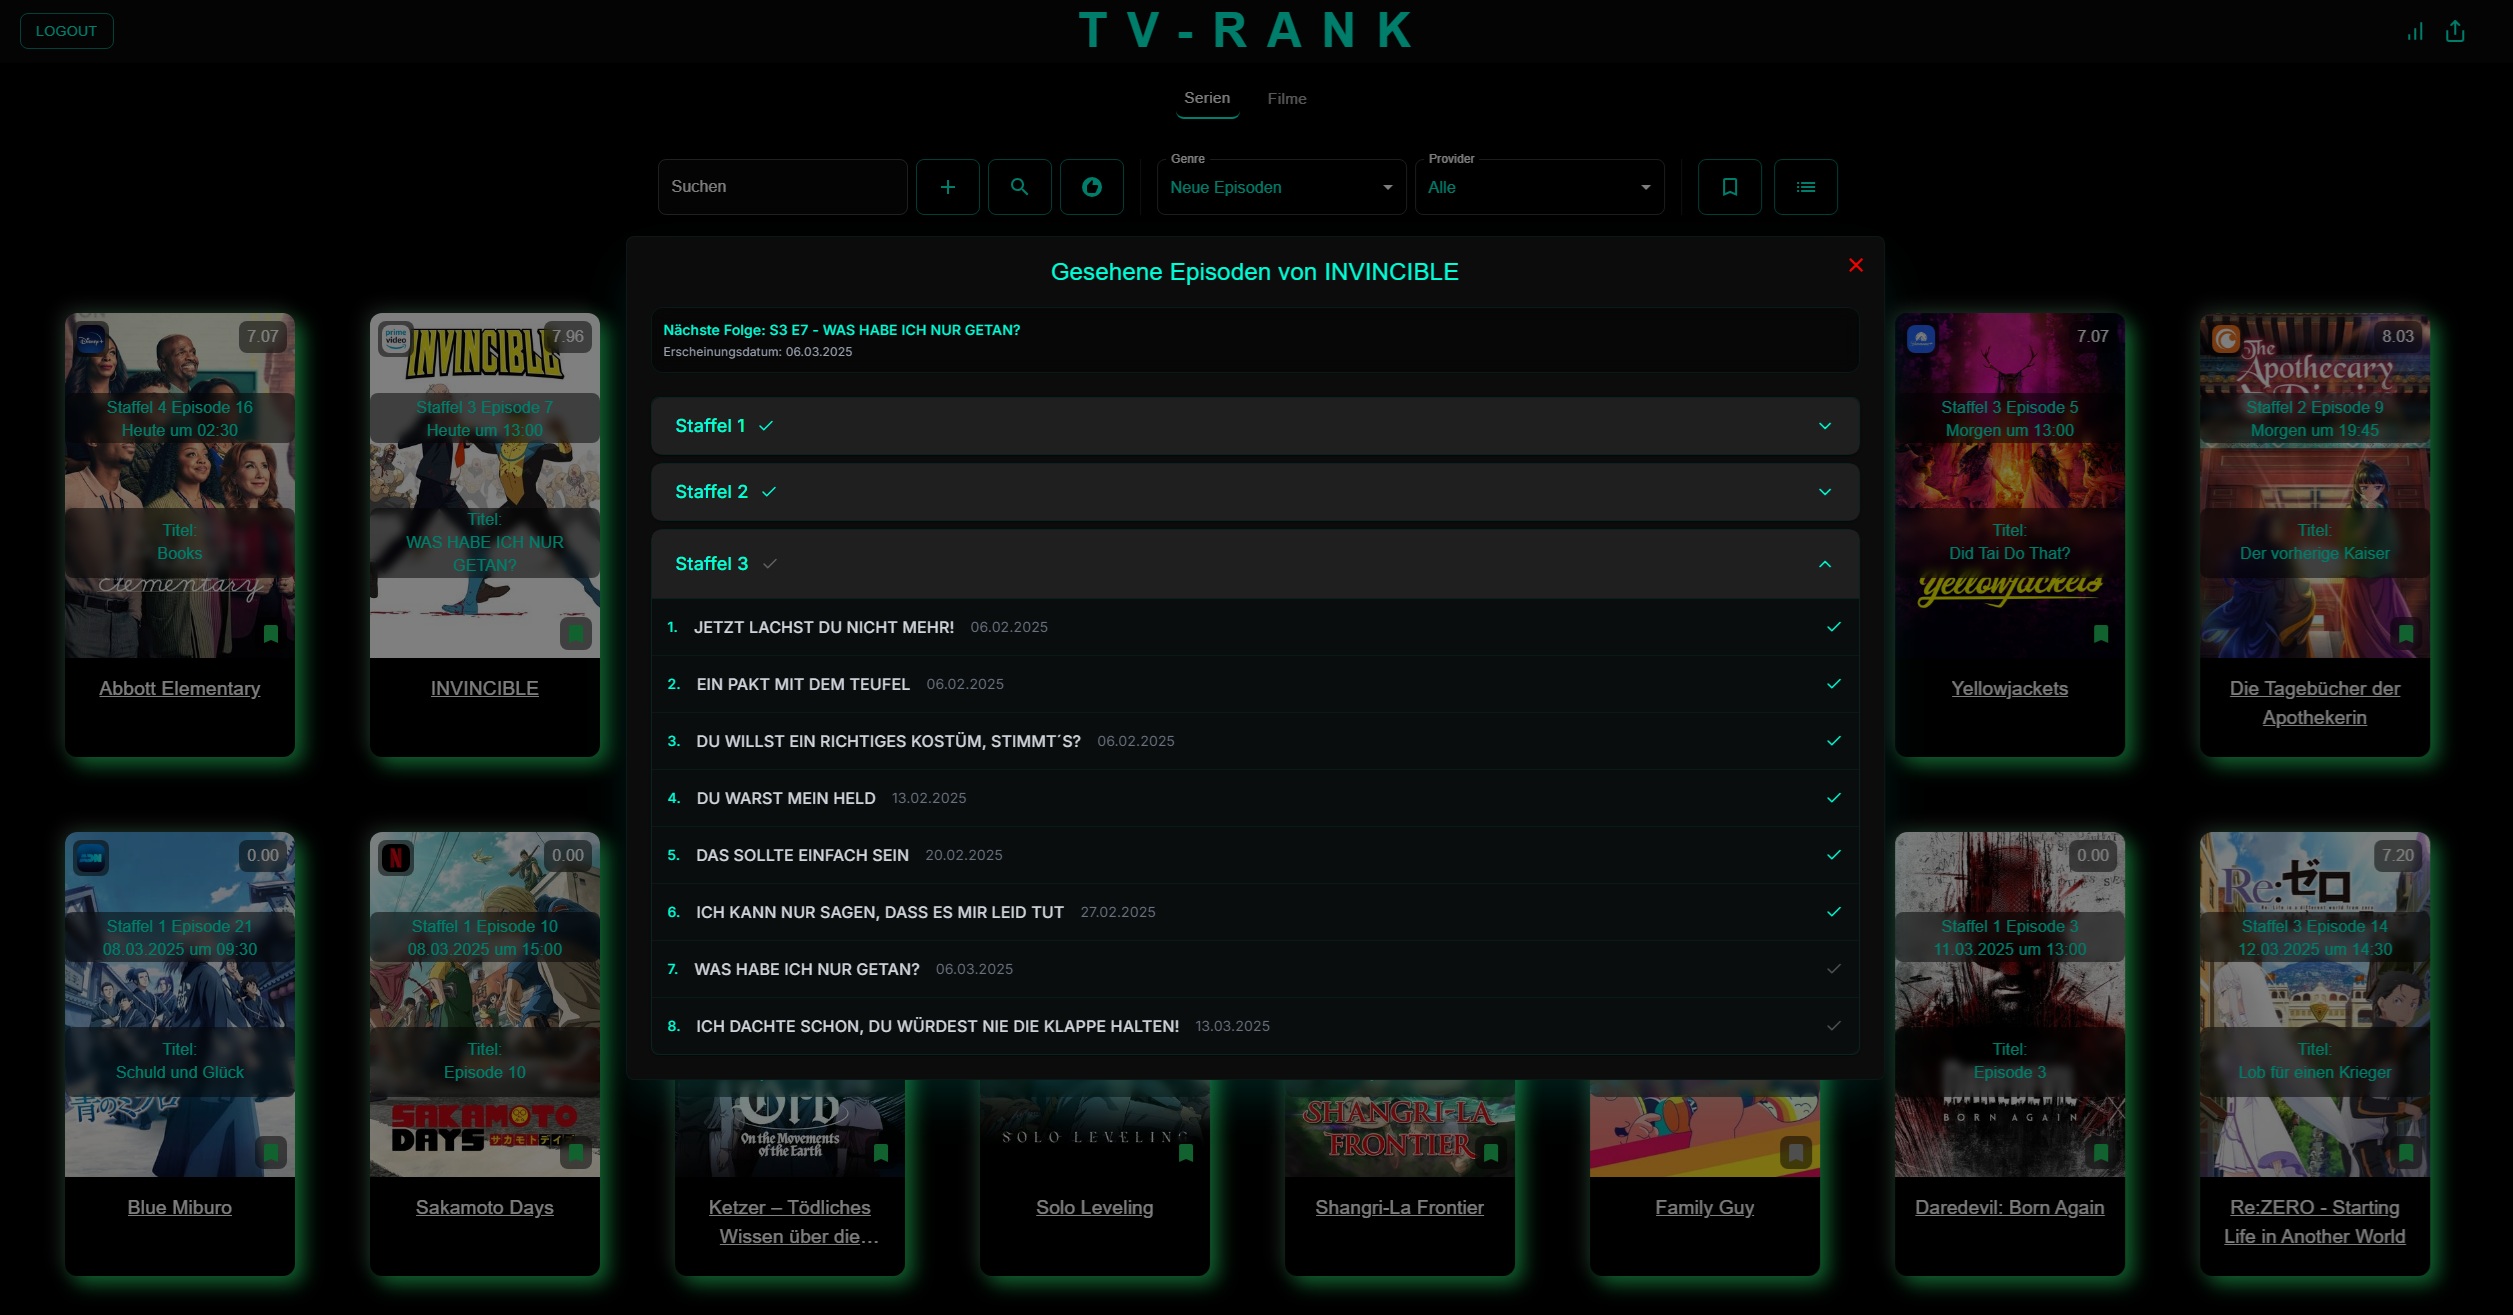 LOGOUT
TV-RANK
Serien
Filme
Suchen
Genre
Neue Episoden
Provider
Alle
Gesehene Episoden von INVINCIBLE
Nächste Folge: S3 E7 - WAS HABE ICH NUR GETAN?
Erscheinungsdatum: 06.03.2025
Staffel 1
Staffel 2
Staffel 3
1. JETZT LACHST DU NICHT MEHR! 06.02.2025
2. EIN PAKT MIT DEM TEUFEL 06.02.2025
3. DU WILLST EIN RICHTIGES KOSTÜM, STIMMT´S? 06.02.2025
4. DU WARST MEIN HELD 13.02.2025
5. DAS SOLLTE EINFACH SEIN 20.02.2025
6. ICH KANN NUR SAGEN, DASS ES MIR LEID TUT 27.02.2025
7. WAS HABE ICH NUR GETAN? 06.03.2025
8. ICH DACHTE SCHON, DU WÜRDEST NIE DIE KLAPPE HALTEN! 13.03.2025
Disney+
7.07
Staffel 4 Episode 16
Heute um 02:30
Titel:
Books
Elementary
Abbott Elementary
prime
video
7.96
INVINCIBLE
Staffel 3 Episode 7
Heute um 13:00
Titel:
WAS HABE ICH NUR
GETAN?
INVINCIBLE
7.07
Staffel 3 Episode 5
Morgen um 13:00
Titel:
Did Tai Do That?
Yellowjackets
Yellowjackets
8.03
The
Apothecary
Staffel 2 Episode 9
Morgen um 19:45
Titel:
Der vorherige Kaiser
Die Tagebücher der
Apothekerin
ADN
0.00
Staffel 1 Episode 21
08.03.2025 um 09:30
Titel:
Schuld und Glück
Blue Miburo
N
0.00
Staffel 1 Episode 10
08.03.2025 um 15:00
Titel:
Episode 10
SAKAMOTO
DAYS
Sakamoto Days
Orb
On the Movements
of the Earth
Ketzer – Tödliches
Wissen über die…
SOLO LEVELING
Solo Leveling
SHANGRI-LA
FRONTIER
Shangri-La Frontier
Family Guy
0.00
Staffel 1 Episode 3
11.03.2025 um 13:00
Titel:
Episode 3
BORN AGAIN
Daredevil: Born Again
7.20
Re:ゼロ
Staffel 3 Episode 14
12.03.2025 um 14:30
Titel:
Lob für einen Krieger
Re:ZERO - Starting
Life in Another World